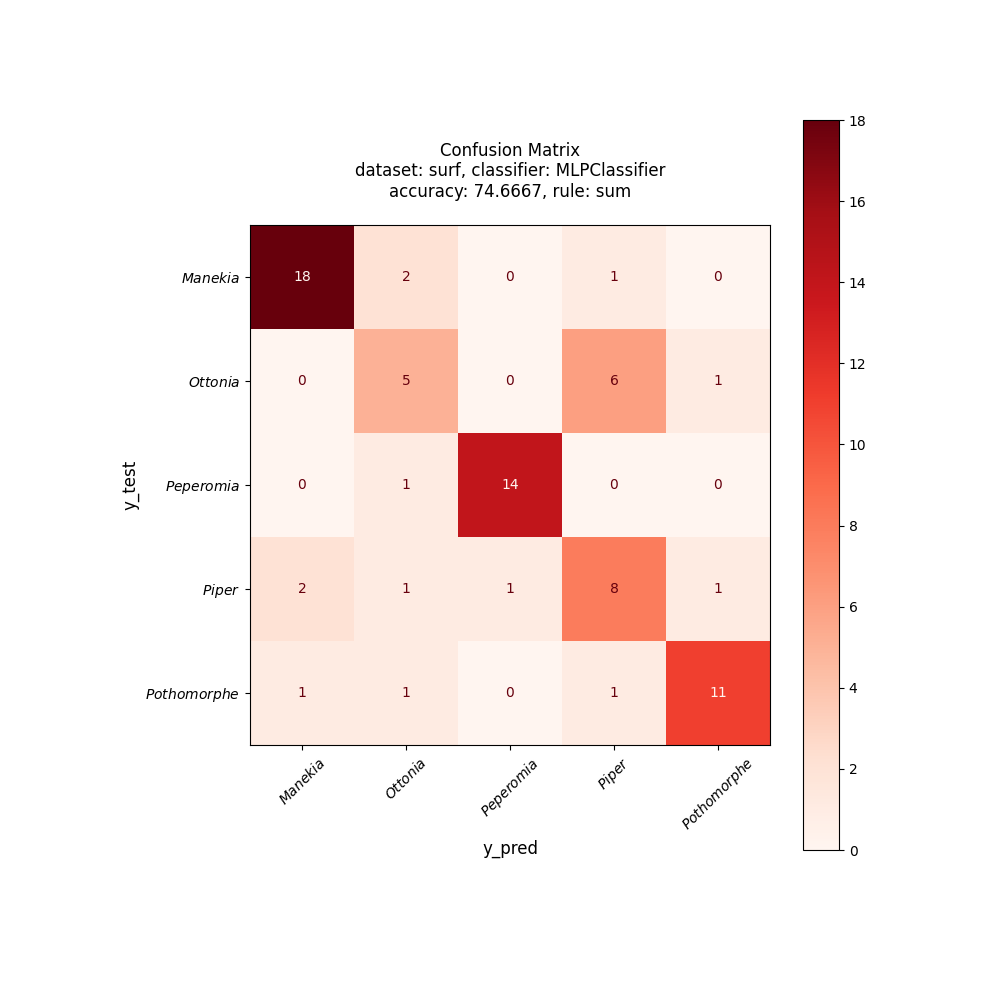 Confusion Matrix
dataset: surf, classifier: MLPClassifier
accuracy: 74.6667, rule: sum
18
16
14
12
10
8
6
4
2
0
y_test
Manekia 18 2 0 1 0
Ottonia 0 5 0 6 1
Peperomia 0 1 14 0 0
Piper 2 1 1 8 1
Pothomorphe 1 1 0 1 11
Manekia Ottonia Peperomia Piper Pothomorphe
y_pred